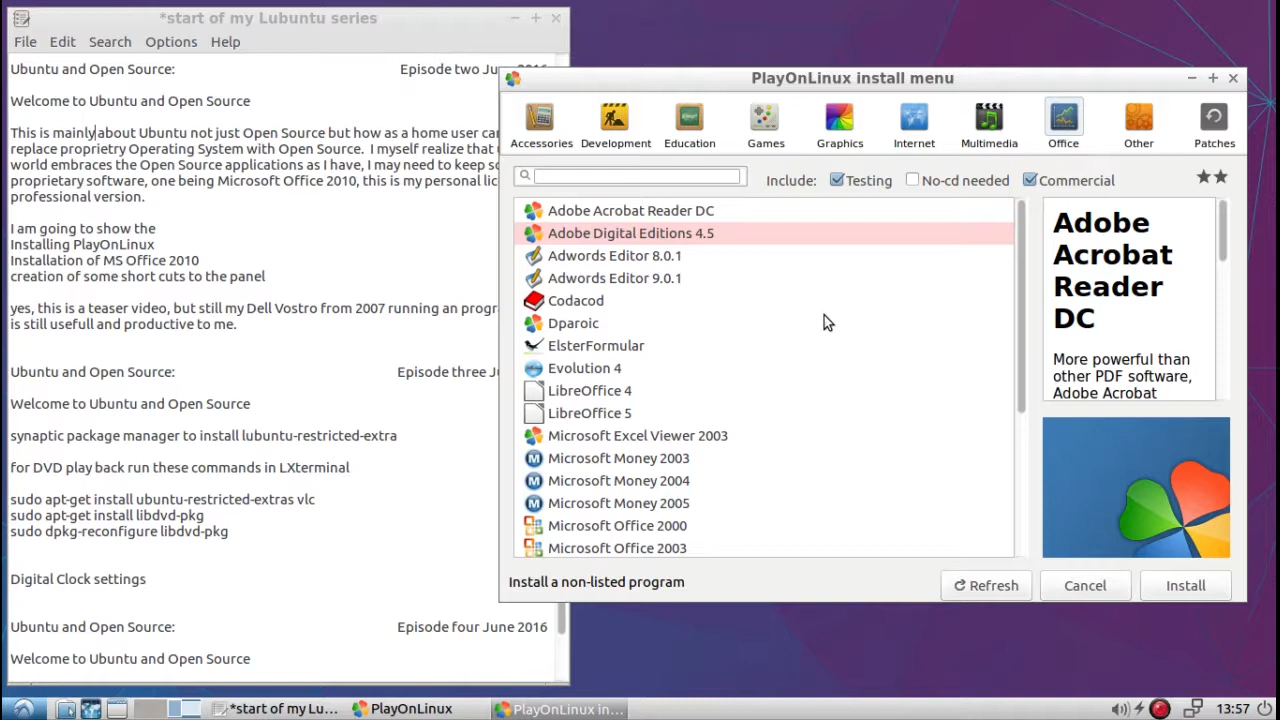 *start of my Lubuntu series
File Edit Search Options Help
Ubuntu and Open Source: Episode two June 2016
Welcome to Ubuntu and Open Source
This is mainly about Ubuntu not just Open Source but how as a home user can
replace proprietry Operating System with Open Source. I myself realize that
world embraces the Open Source applications as I have, I may need to keep
proprietary software, one being Microsoft Office 2010, this is my personal
professional version.
I am going to show the
Installing PlayOnLinux
Installation of MS Office 2010
creation of some short cuts to the panel
yes, this is a teaser video, but still my Dell Vostro from 2007 running an
is still usefull and productive to me.
Ubuntu and Open Source: Episode three
Welcome to Ubuntu and Open Source
synaptic package manager to install lubuntu-restricted-extra
for DVD play back run these commands in LXterminal
sudo apt-get install ubuntu-restricted-extras vlc
sudo apt-get install libdvd-pkg
sudo dpkg-reconfigure libdvd-pkg
Digital Clock settings
Ubuntu and Open Source: Episode four June 2016
Welcome to Ubuntu and Open Source
PlayOnLinux install menu
Accessories Development Education Games Graphics Internet Multimedia Office Other Patches
Include: Testing No-cd needed Commercial
Adobe Acrobat Reader DC
Adobe Digital Editions 4.5
Adwords Editor 8.0.1
Adwords Editor 9.0.1
Codacod
Dparoic
ElsterFormular
Evolution 4
LibreOffice 4
LibreOffice 5
Microsoft Excel Viewer 2003
Microsoft Money 2003
Microsoft Money 2004
Microsoft Money 2005
Microsoft Office 2000
Microsoft Office 2003
Adobe
Acrobat
Reader
DC
More powerful than
other PDF software,
Adobe Acrobat
Install a non-listed program
Refresh Cancel Install
*start of my Lu... PlayOnLinux PlayOnLinux in... 13:57